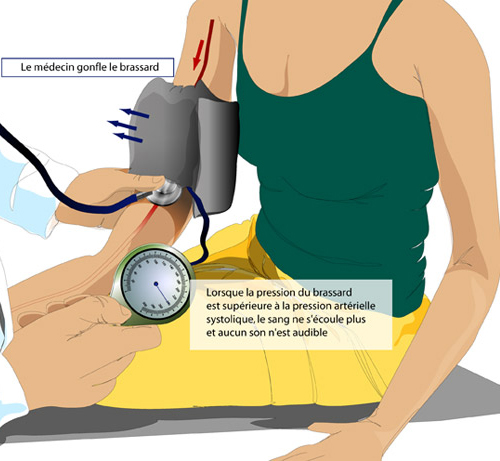 Le médecin gonfle le brassard
Lorsque la pression du brassard
est supérieure à la pression artérielle
systolique, le sang ne s'écoule plus
et aucun son n'est audible